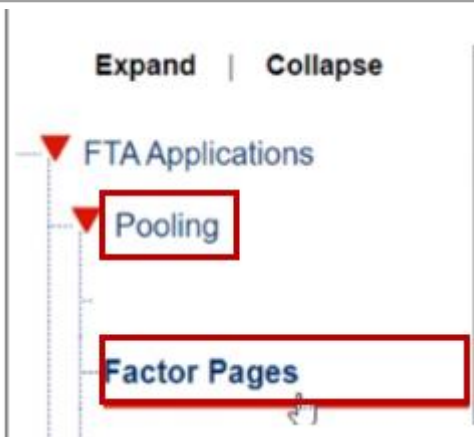 Expand | Collapse
FTA Applications
Pooling
Factor Pages